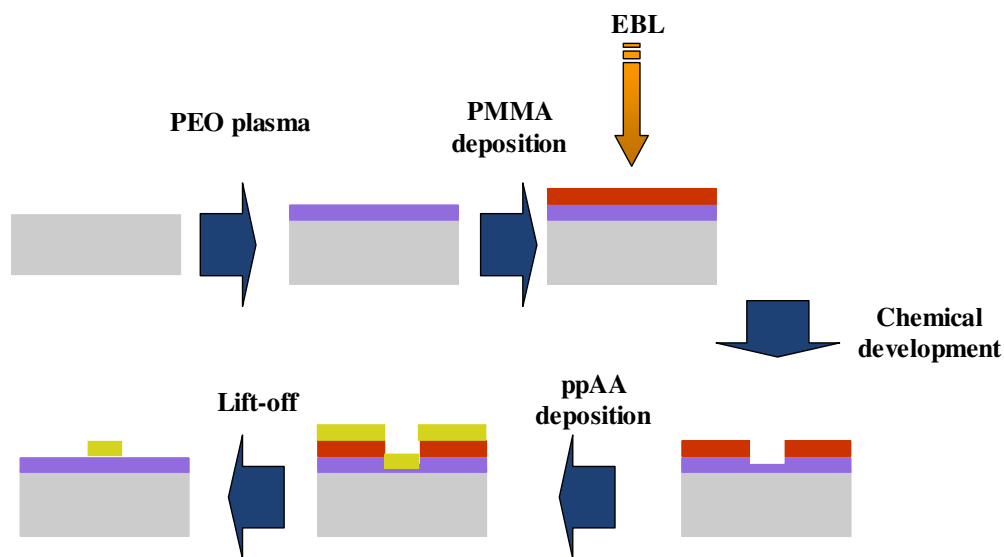 EBL
PEO plasma
PMMA
deposition
Chemical
development
ppAA
deposition
Lift-off